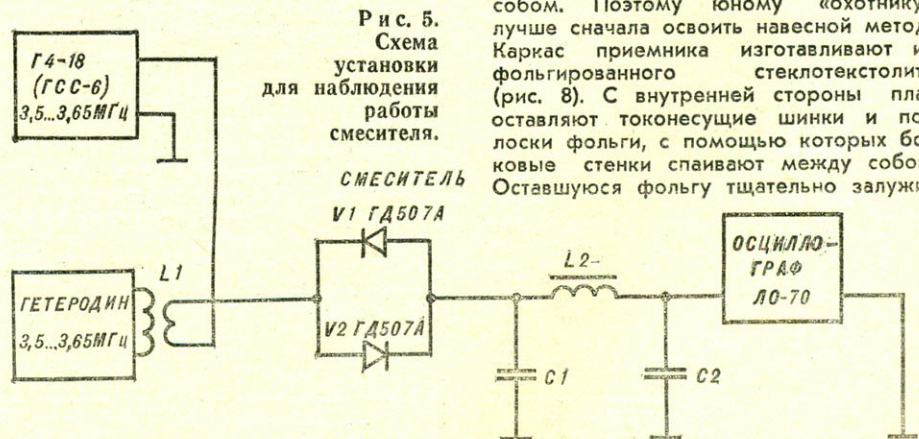 Рис. 5.
Схема
установки
для наблюдения
работы
смесителя.
собом. Поэтому юному «охотнику
лучше сначала освоить навесной метод
Каркас приемника изготавливают и
фольгированного стеклотекстолит
(рис. 8). С внутренней стороны пла
оставляют токонесущие шинки и по
лоски фольги, с помощью которых бо
ковые стенки спаивают между собо
Оставшуюся фольгу тщательно залужи
Г4-18
(ГСС-6)
3,5...3,65МГц
СМЕСИТЕЛЬ
V1 ГД507А
V2 ГД507А
L1
ГЕТЕРОДИН
3,5...3,65МГц
L2
C1
C2
ОСЦИЛЛО-
ГРАФ
ЛО-70